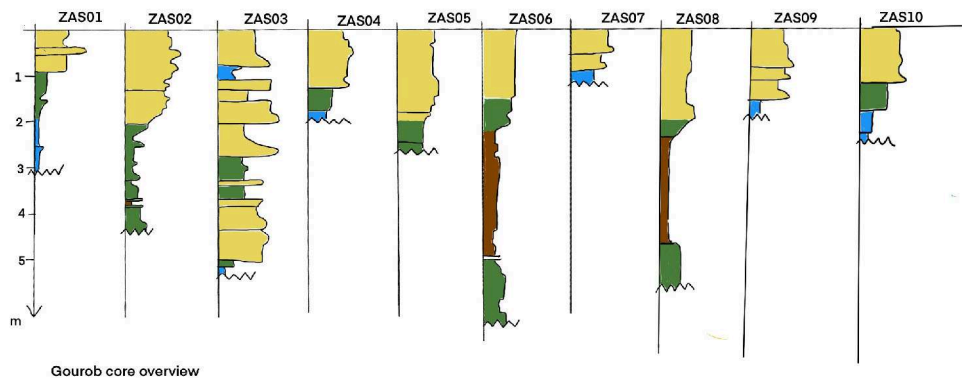 ZAS01 ZAS02 ZAS03 ZAS04 ZAS05 ZAS06 ZAS07 ZAS08 ZAS09 ZAS10
1
2
3
4
5
m
Gourob core overview